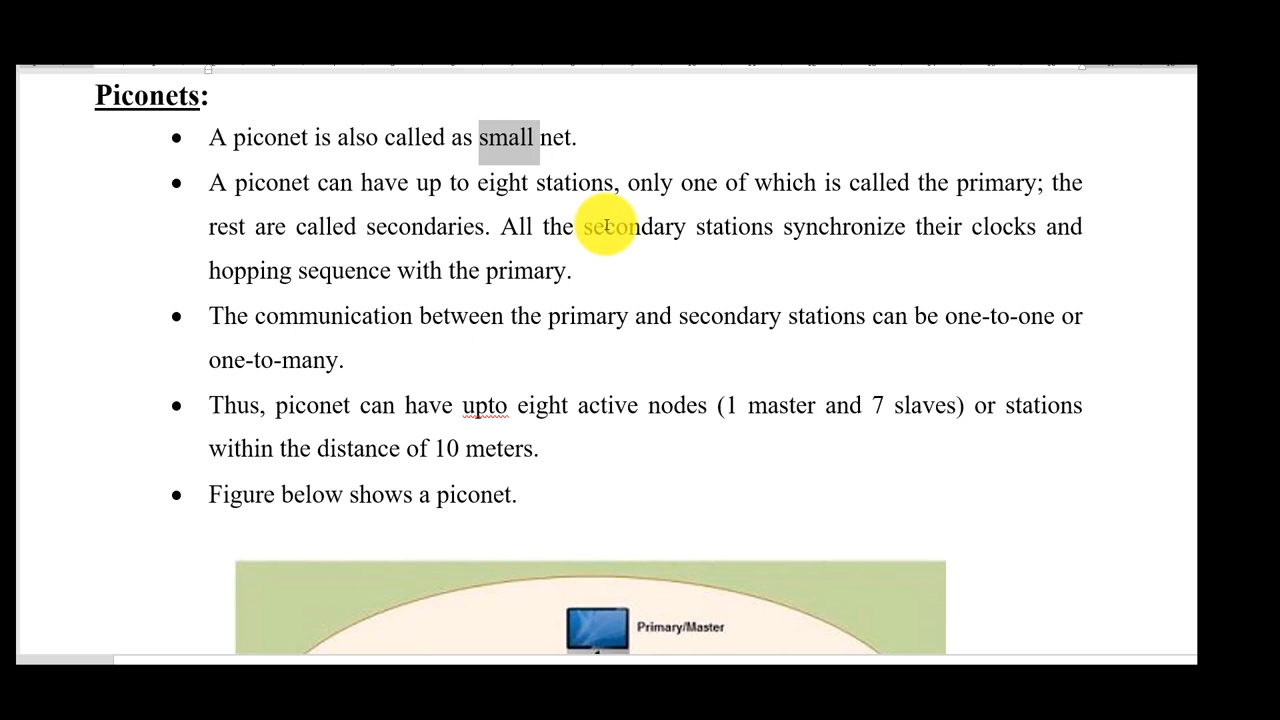 Piconets:
• A piconet is also called as small net.
• A piconet can have up to eight stations, only one of which is called the primary; the
rest are called secondaries. All the secondary stations synchronize their clocks and
hopping sequence with the primary.
• The communication between the primary and secondary stations can be one-to-one or
one-to-many.
• Thus, piconet can have upto eight active nodes (1 master and 7 slaves) or stations
within the distance of 10 meters.
• Figure below shows a piconet.
Primary/Master